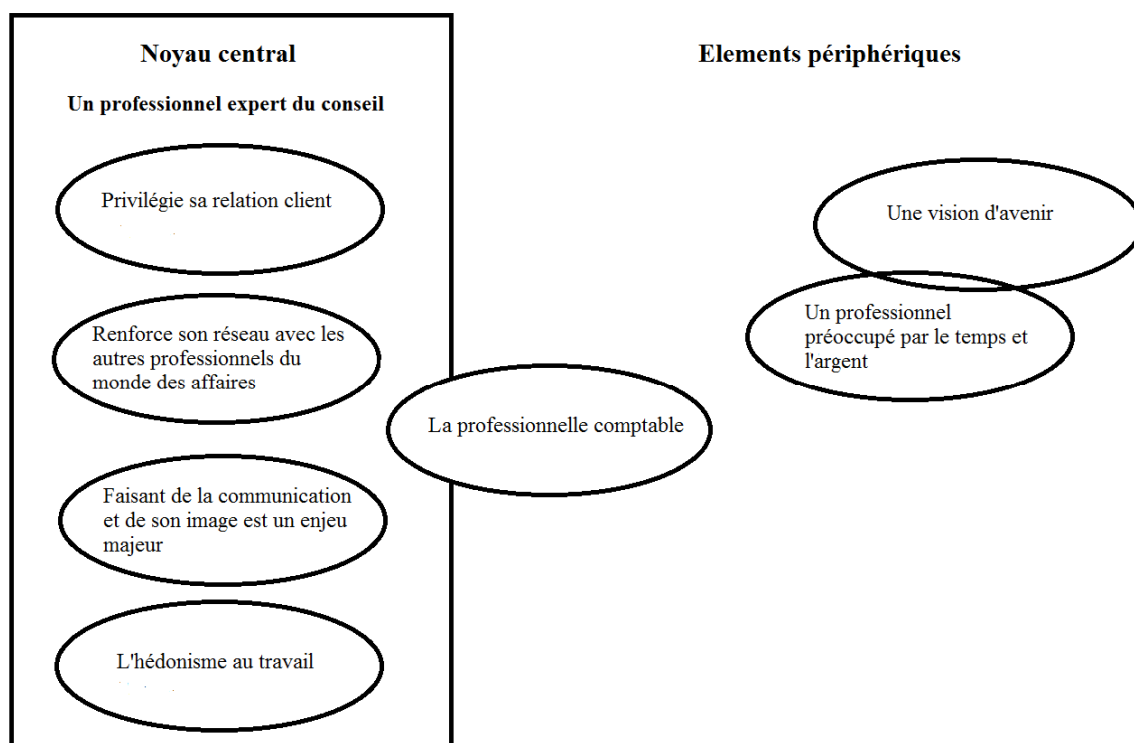 Noyau central
Elements périphériques
Un professionnel expert du conseil
Privilégie sa relation client
Une vision d'avenir
Renforce son réseau avec les
autres professionnels du
monde des affaires
Un professionnel
préoccupé par le temps et
l'argent
La professionnelle comptable
Faisant de la communication
et de son image est un enjeu
majeur
L'hédonisme au travail